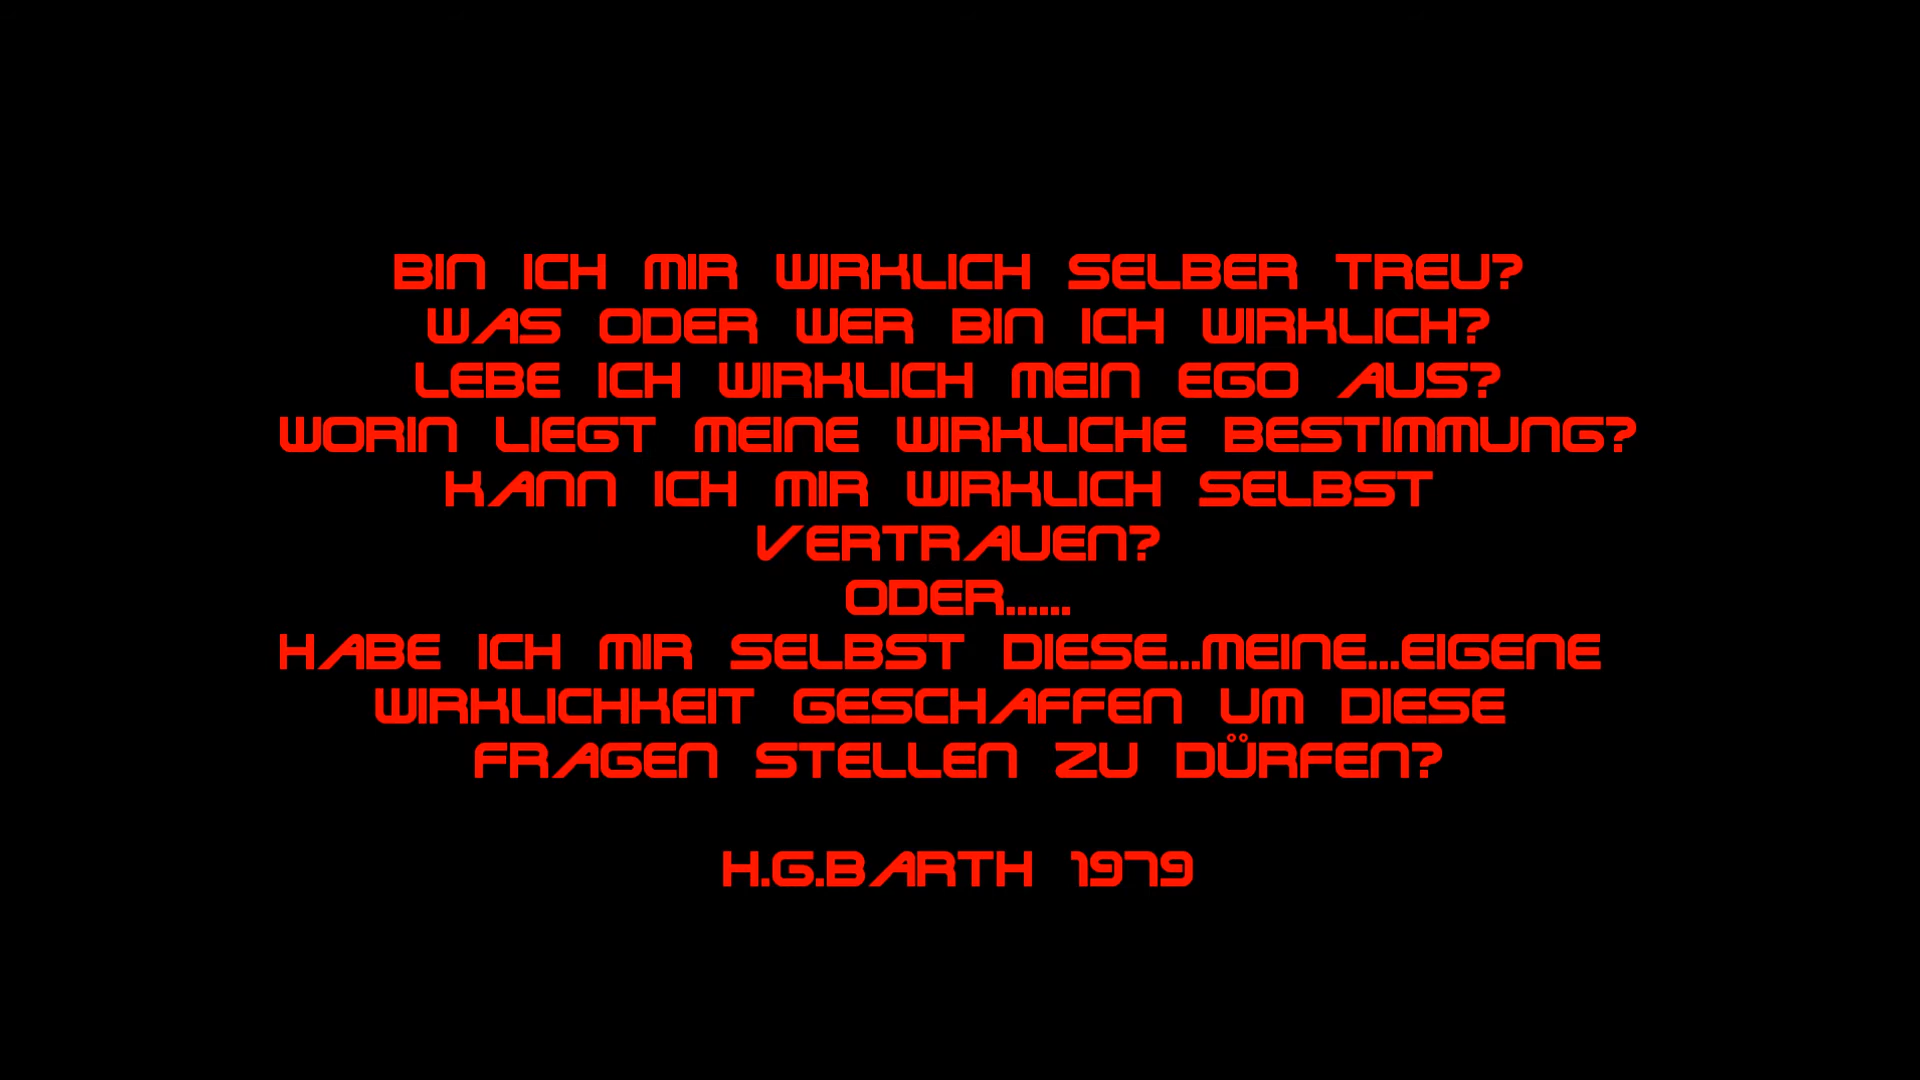 BIN ICH MIR WIRKLICH SELBER TREU?
WAS ODER WER BIN ICH WIRKLICH?
LEBE ICH WIRKLICH MEIN EGO AUS?
WORIN LIEGT MEINE WIRKLICHE BESTIMMUNG?
KANN ICH MIR WIRKLICH SELBST
VERTRAUEN?
ODER......
HABE ICH MIR SELBST DIESE...MEINE...EIGENE
WIRKLICHKEIT GESCHAFFEN UM DIESE
FRAGEN STELLEN ZU DÜRFEN?
H.G.BARTH 1979